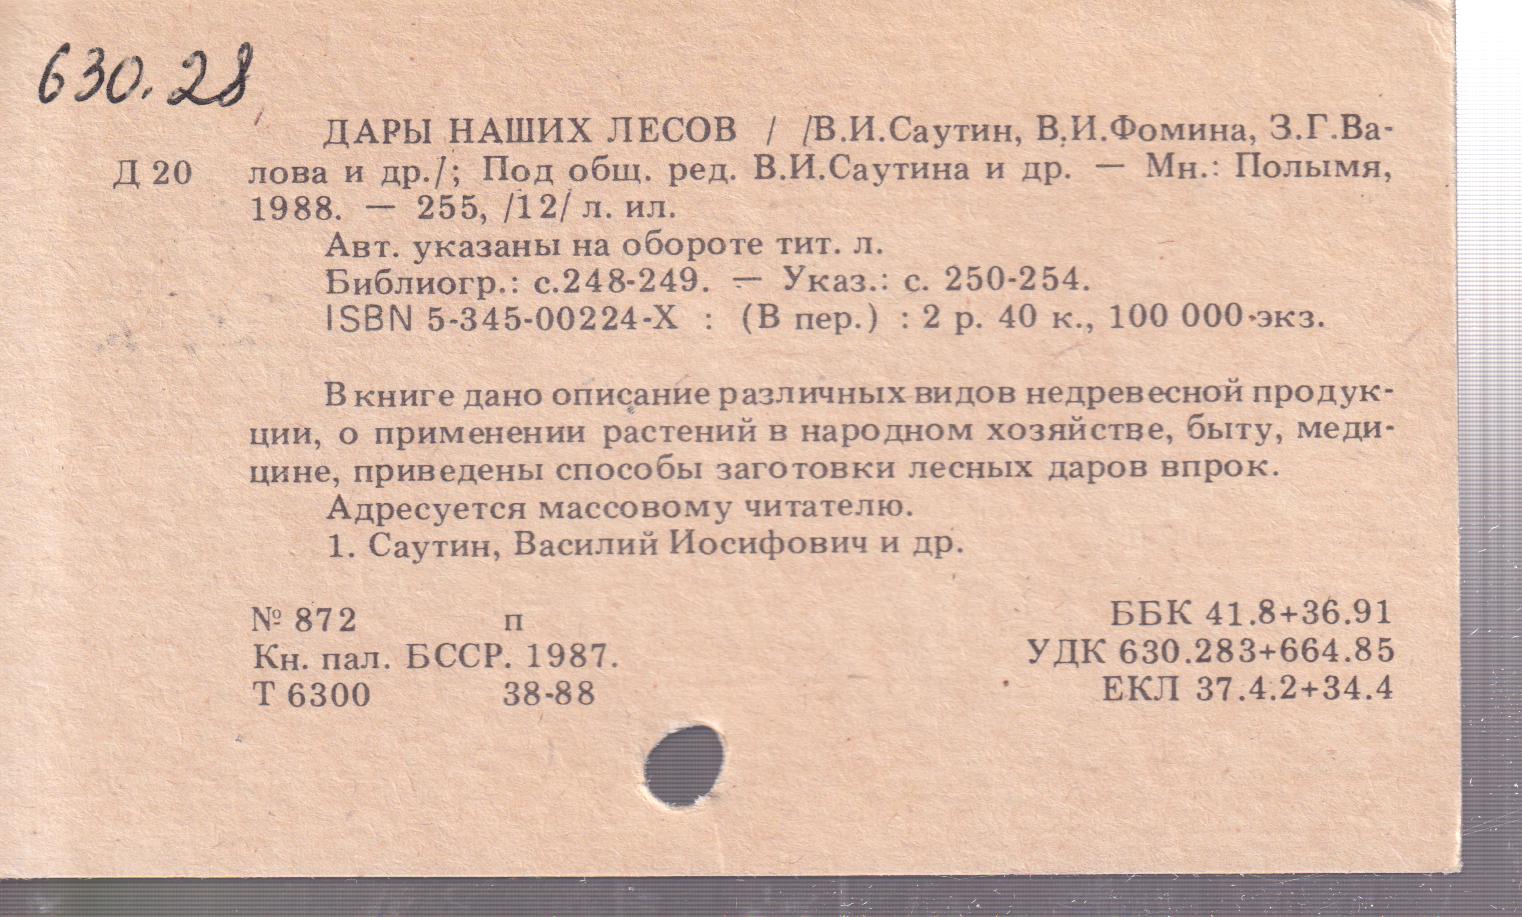 630.28
ДАРЫ НАШИХ ЛЕСОВ / /В.И.Саутин, В.И.Фомина, З.Г.Ва-
Д 20 лова и др./; Под общ. ред. В.И.Саутина и др. — Мн.: Полымя,
1988. — 255, /12/ л. ил.
Авт. указаны на обороте тит. л.
Библиогр.: с.248-249. — Указ.: с. 250-254.
ISBN 5-345-00224-X : (В пер.) : 2 р. 40 к., 100 000 экз.
В книге дано описание различных видов недревесной продук-
ции, о применении растений в народном хозяйстве, быту, меди-
цине, приведены способы заготовки лесных даров впрок.
Адресуется массовому читателю.
1. Саутин, Василий Иосифович и др.
№ 872 п ББК 41.8+36.91
Кн. пал. БССР. 1987. УДК 630.283+664.85
Т 6300 38-88 ЕКЛ 37.4.2+34.4